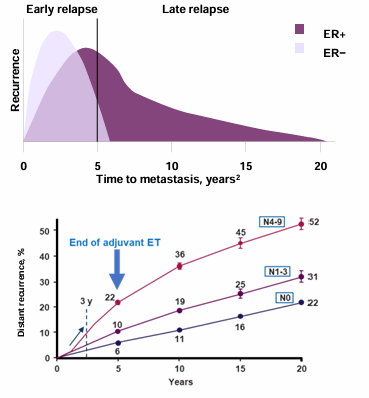 Early relapse Late relapse
ER+
ER−
Recurrence
0 5 10 15 20
Time to metastasis, years²
Distant recurrence, %
50
40
30
20
10
0
End of adjuvant ET
3 y
N4-9 52
45
36
22
N1-3 31
25
19
10
N0 22
16
11
6
0 5 10 15 20
Years